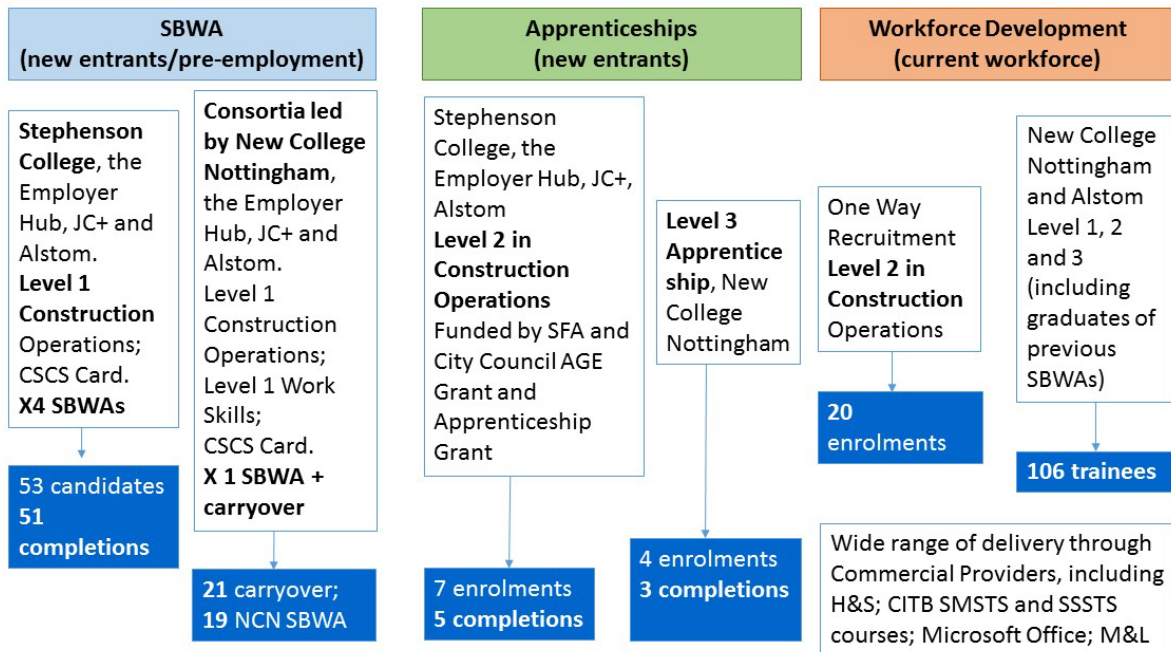 SBWA
(new entrants/pre-employment)
Stephenson
College, the
Employer
Hub, JC+ and
Alstom.
Level 1
Construction
Operations;
CSCS Card.
X4 SBWAs
53 candidates
51
completions
Consortia led
by New College
Nottingham,
the Employer
Hub, JC+ and
Alstom.
Level 1
Construction
Operations;
Level 1 Work
Skills;
CSCS Card.
X 1 SBWA +
carryover
21 carryover;
19 NCN SBWA
Apprenticeships
(new entrants)
Stephenson
College, the
Employer Hub, JC+,
Alstom
Level 2 in
Construction
Operations
Funded by SFA and
City Council AGE
Grant and
Apprenticeship
Grant
7 enrolments
5 completions
Level 3
Apprentice
ship, New
College
Nottingham
4 enrolments
3 completions
Workforce Development
(current workforce)
One Way
Recruitment
Level 2 in
Construction
Operations
20
enrolments
New College
Nottingham
and Alstom
Level 1, 2
and 3
(including
graduates of
previous
SBWAs)
106 trainees
Wide range of delivery through
Commercial Providers, including
H&S; CITB SMSTS and SSSTS
courses; Microsoft Office; M&L